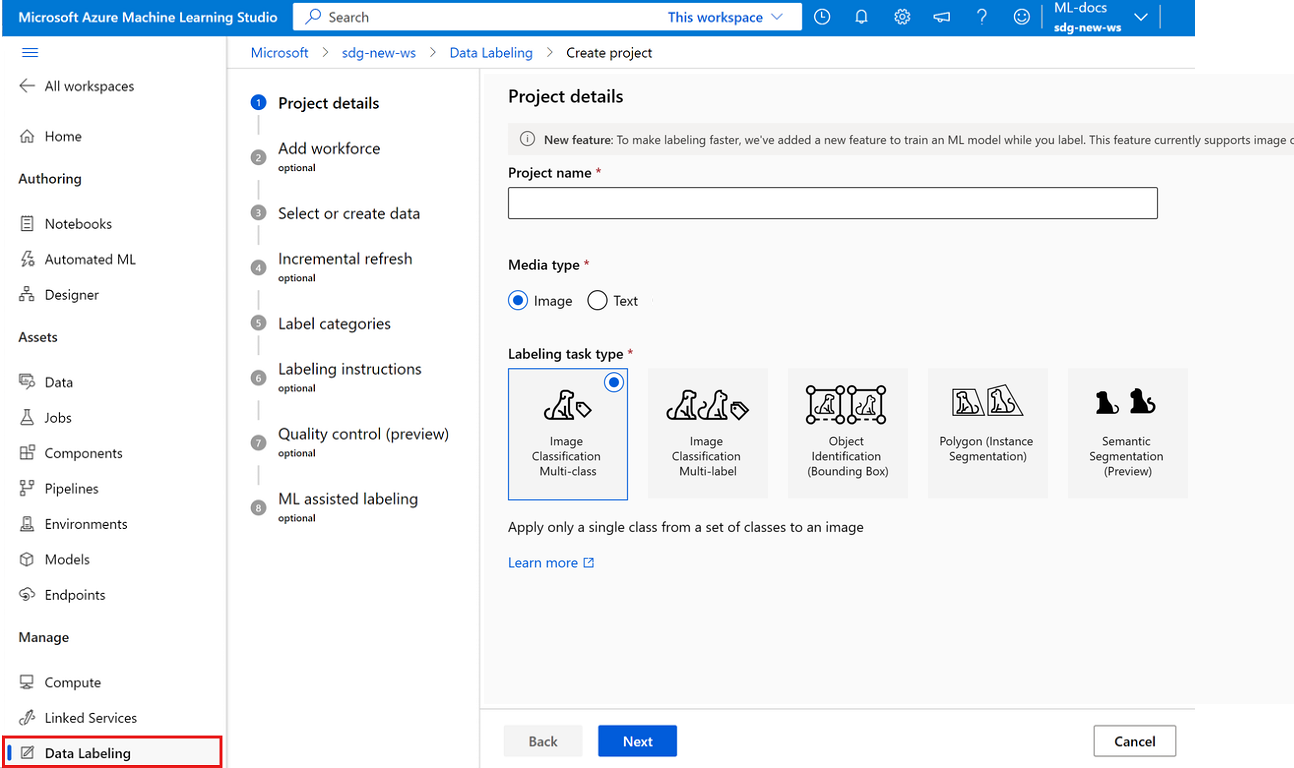 Microsoft Azure Machine Learning Studio
Search
This workspace
ML-docs
sdg-new-ws
Microsoft > sdg-new-ws > Data Labeling > Create project
All workspaces
Home
Authoring
Notebooks
Automated ML
Designer
Assets
Data
Jobs
Components
Pipelines
Environments
Models
Endpoints
Manage
Compute
Linked Services
Data Labeling
1 Project details
2 Add workforce
optional
3 Select or create data
4 Incremental refresh
optional
5 Label categories
6 Labeling instructions
optional
7 Quality control (preview)
optional
8 ML assisted labeling
optional
Project details
New feature: To make labeling faster, we've added a new feature to train an ML model while you label. This feature currently supports image
Project name *
Media type *
Image
Text
Labeling task type *
Image
Classification
Multi-class
Image
Classification
Multi-label
Object
Identification
(Bounding Box)
Polygon (Instance
Segmentation)
Semantic
Segmentation
(Preview)
Apply only a single class from a set of classes to an image
Learn more
Back
Next
Cancel